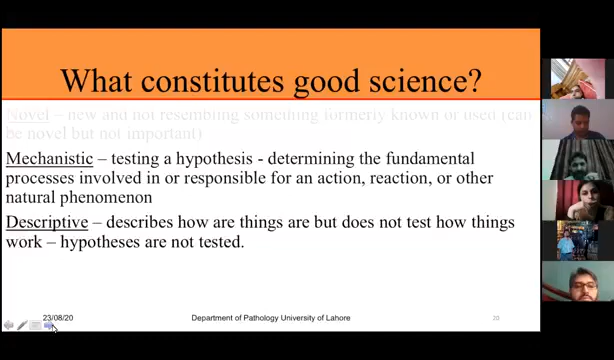 What constitutes good science?
Novel – new and not resembling something formerly known or used (can
be novel but not important)
Mechanistic – testing a hypothesis - determining the fundamental
processes involved in or responsible for an action, reaction, or other
natural phenomenon
Descriptive – describes how are things are but does not test how things
work – hypotheses are not tested.
23/08/20
Department of Pathology University of Lahore
20